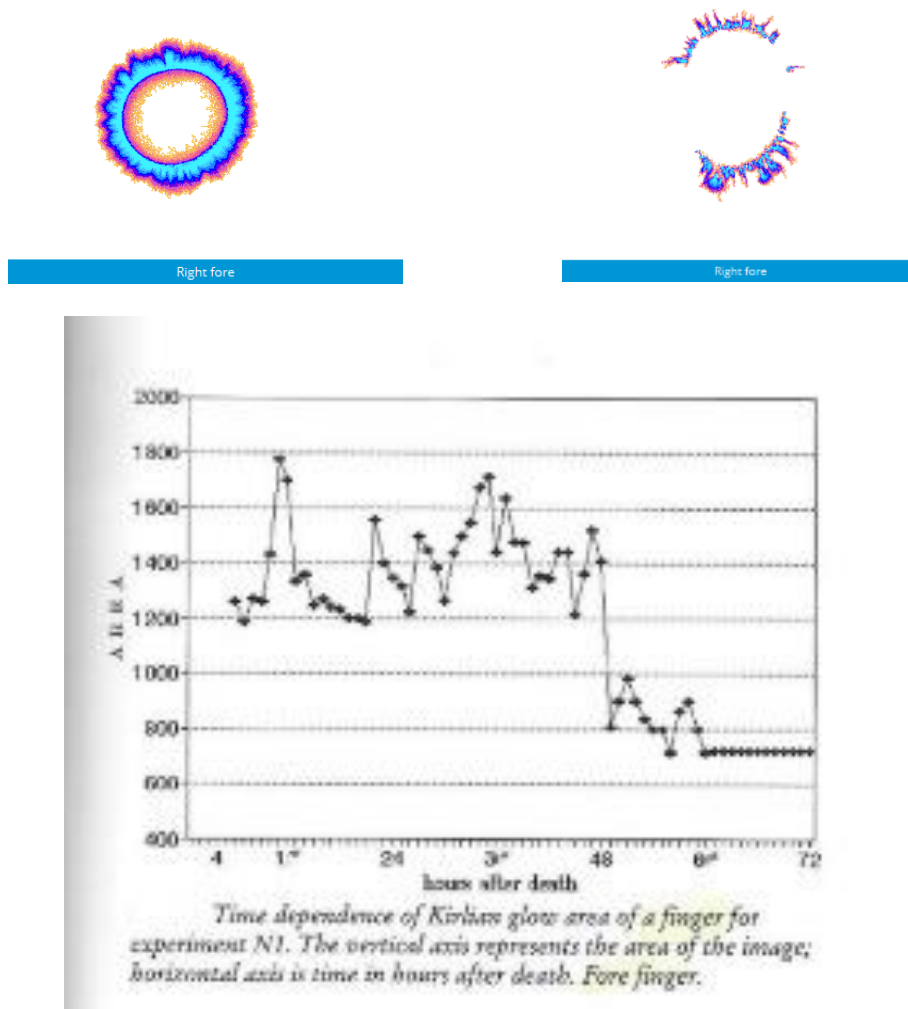 Right fore
Right fore
2000
1800
1600
1400
1200
1000
800
600
400
A R E A
4
24
48
72
hours after death
Time dependence of Kirlian glow area of a finger for
experiment N1. The vertical axis represents the area of the image;
horizontal axis is time in hours after death. Fore finger.